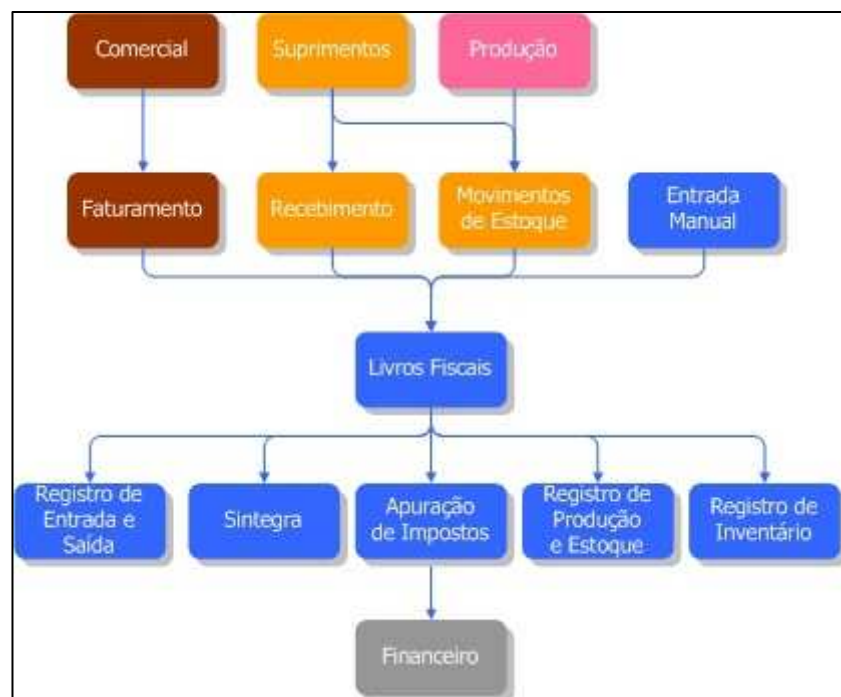 Comercial
Suprimentos
Produção
Faturamento
Recebimento
Movimentos
de Estoque
Entrada
Manual
Livros Fiscais
Registro de
Entrada e
Saída
Sintegra
Apuração
de Impostos
Registro de
Produção
e Estoque
Registro de
Inventário
Financeiro